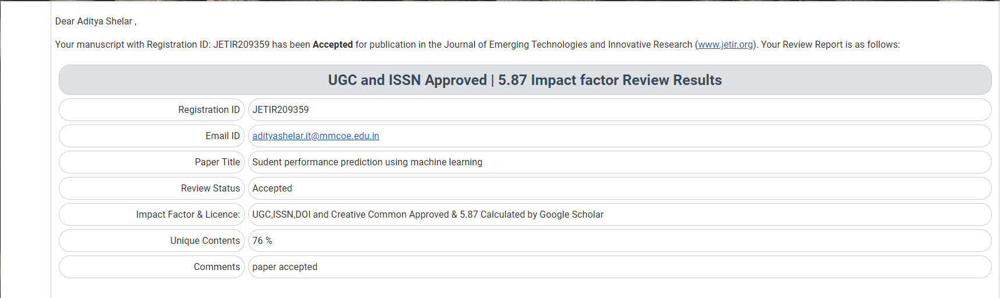 Dear Aditya Shelar ,
Your manuscript with Registration ID: JETIR209359 has been Accepted for publication in the Journal of Emerging Technologies and Innovative Research (www.jetir.org). Your Review Report is as follows:
UGC and ISSN Approved | 5.87 Impact factor Review Results
Registration ID JETIR209359
Email ID adityashelar.it@mmcoe.edu.in
Paper Title Sudent performance prediction using machine learning
Review Status Accepted
Impact Factor & Licence: UGC,ISSN,DOI and Creative Common Approved & 5.87 Calculated by Google Scholar
Unique Contents 76 %
Comments paper accepted